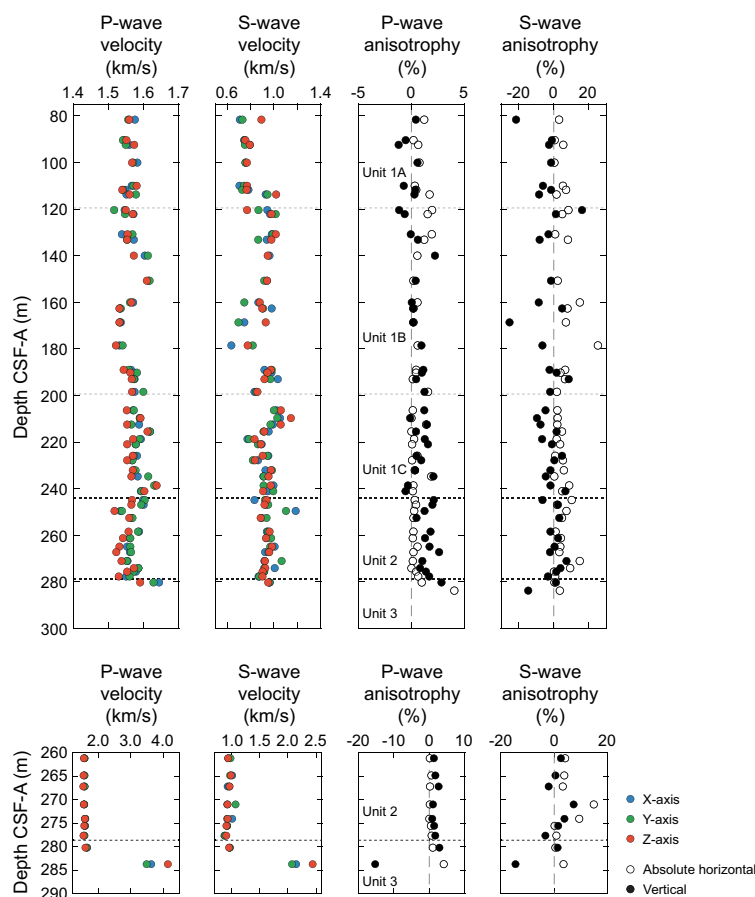 P-wave velocity (km/s)
S-wave velocity (km/s)
P-wave anisotropy (%)
S-wave anisotropy (%)
1.4 1.5 1.6 1.7
0.6 1.0 1.4
-5 0 5
-20 0 20
Depth CSF-A (m)
80
100
120
140
160
180
200
220
240
260
280
300
Unit 1A
Unit 1B
Unit 1C
Unit 2
Unit 3
P-wave velocity (km/s)
S-wave velocity (km/s)
P-wave anisotropy (%)
S-wave anisotropy (%)
2.0 3.0 4.0
1.0 1.5 2.0 2.5
-20 -10 0 10
-20 0 20
Depth CSF-A (m)
260
265
270
275
280
285
290
Unit 2
Unit 3
X-axis
Y-axis
Z-axis
Absolute horizontal
Vertical